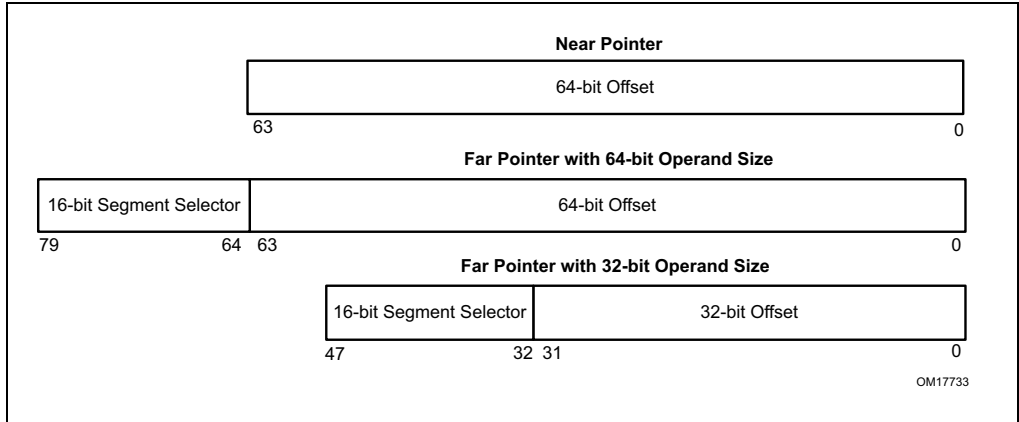 Near Pointer
64-bit Offset
63 0
Far Pointer with 64-bit Operand Size
16-bit Segment Selector 64-bit Offset
79 64 63 0
Far Pointer with 32-bit Operand Size
16-bit Segment Selector 32-bit Offset
47 32 31 0
OM17733